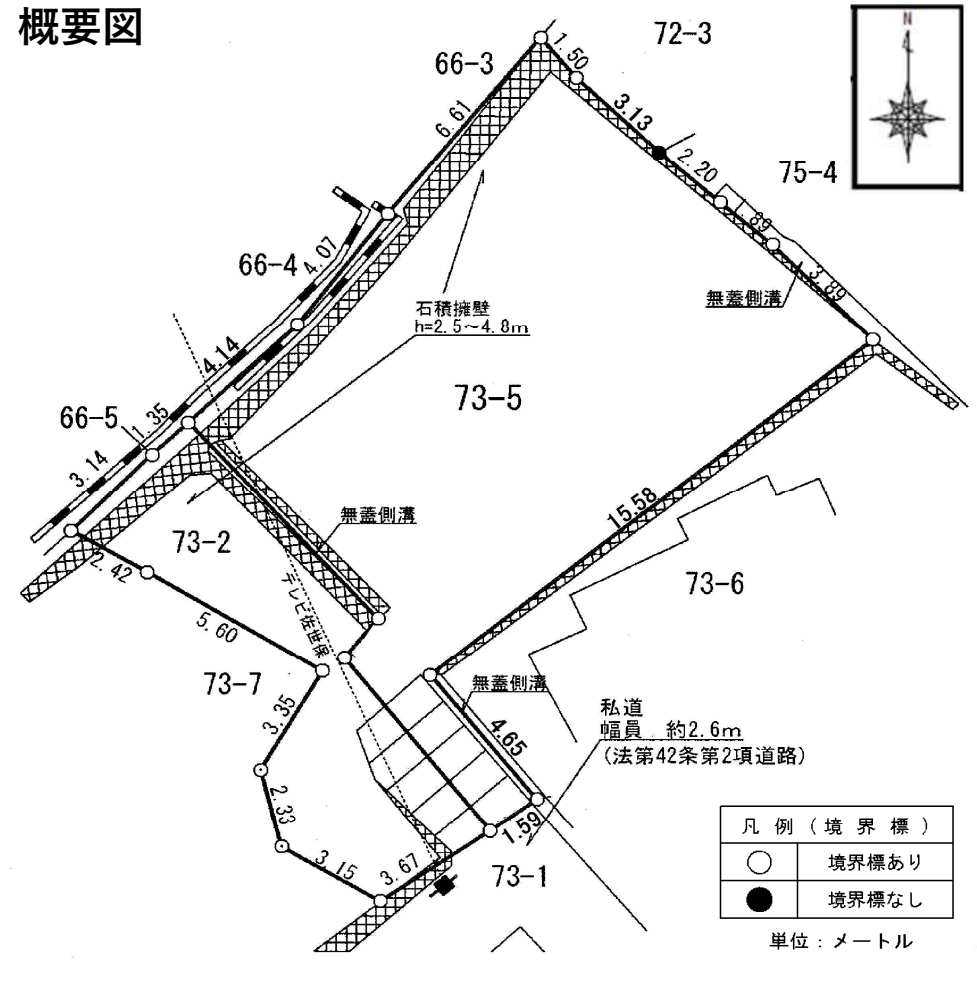 概要図
N
72-3
1.50
66-3
6.61
3.13
2.20
75-4
1.89
3.89
無蓋側溝
66-4
4.07
石積擁壁
h=2.5~4.8m
4.14
73-5
66-5
1.35
3.14
15.58
無蓋側溝
73-2
2.42
73-6
テレビ佐世保
5.60
73-7
無蓋側溝
3.35
4.65
私道
幅員 約2.6m
(法第42条第2項道路)
2.33
1.59
3.15
3.67
73-1
凡 例 ( 境 界 標 )
境界標あり
境界標なし
単位:メートル